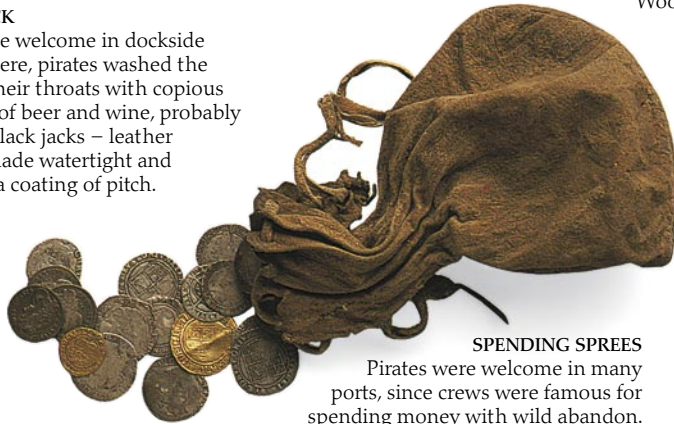 Woo
CK
e welcome in dockside
ere, pirates washed the
heir throats with copious
of beer and wine, probably
lack jacks – leather
ade watertight and
a coating of pitch.
SPENDING SPREES
Pirates were welcome in many
ports, since crews were famous for
spending money with wild abandon.